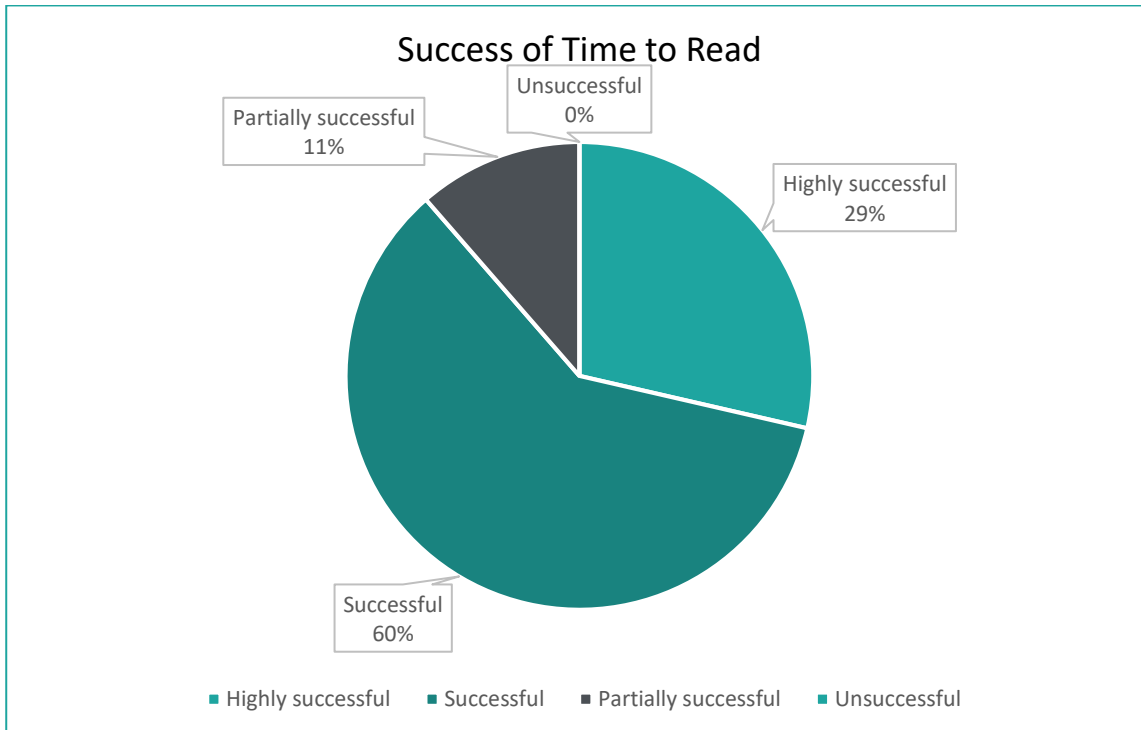 Success of Time to Read
Unsuccessful
0%
Partially successful
11%
Highly successful
29%
Successful
60%
Highly successful
Successful
Partially successful
Unsuccessful